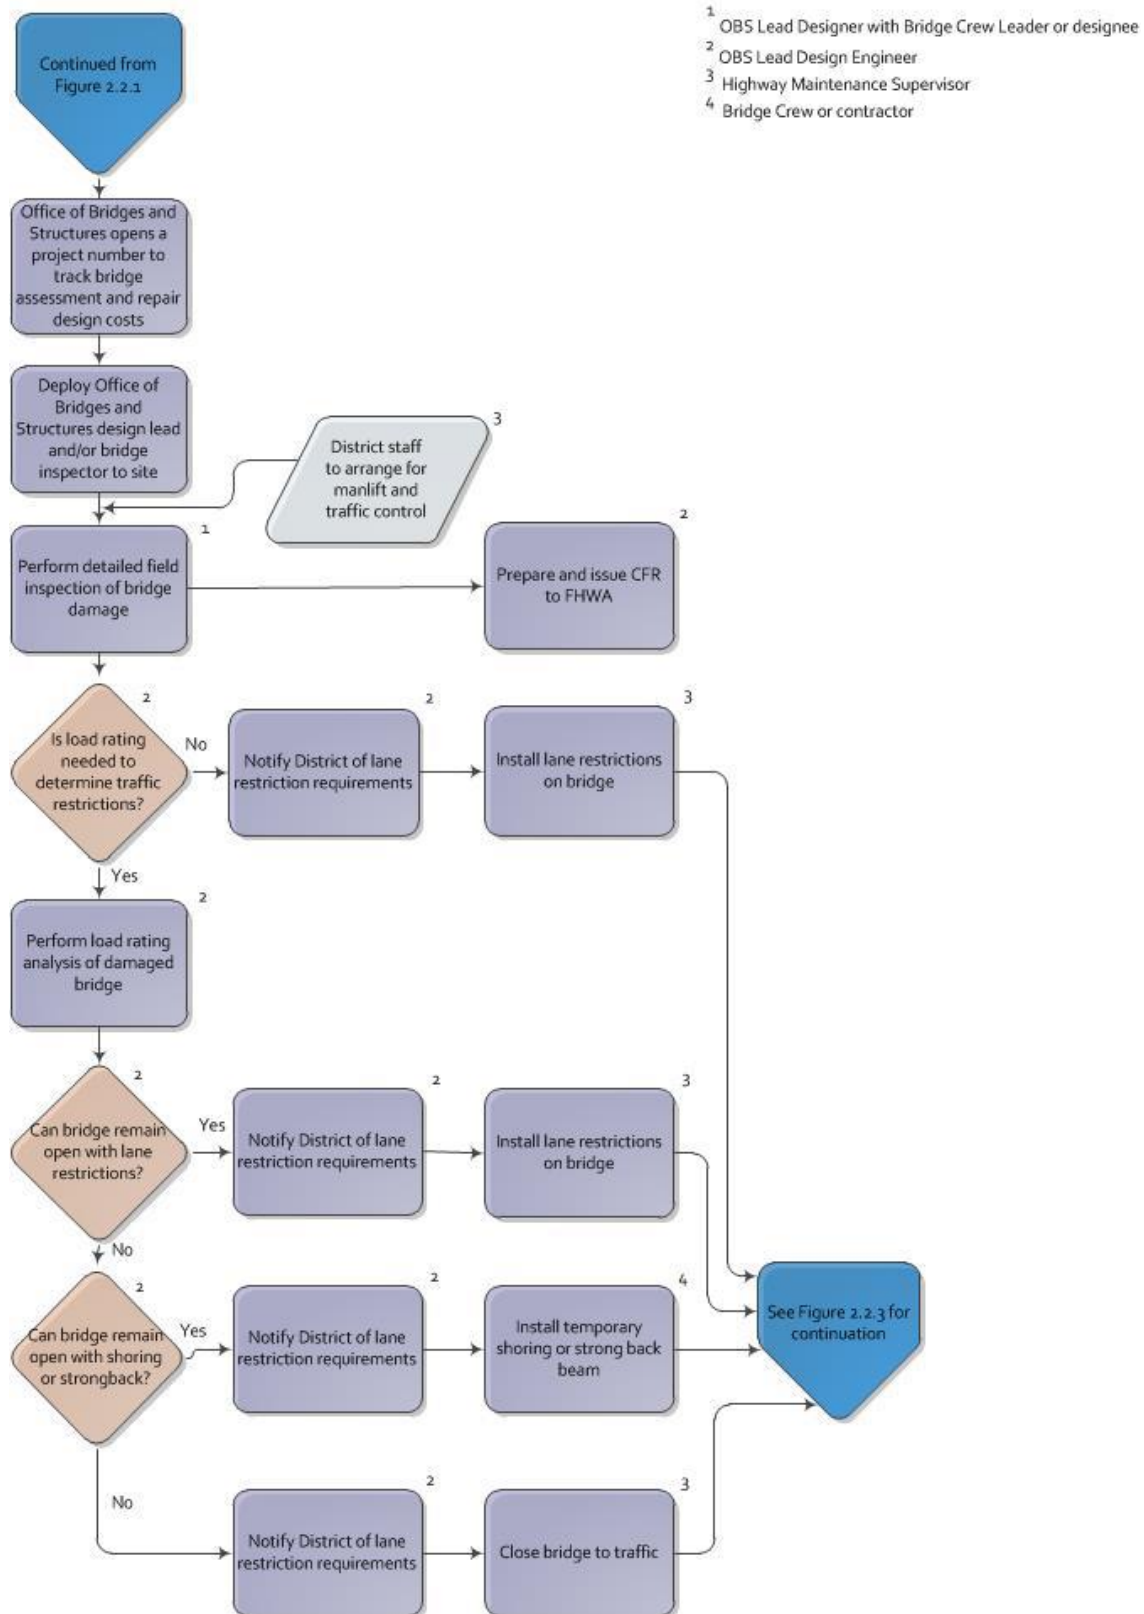 1 OBS Lead Designer with Bridge Crew Leader or designee
2 OBS Lead Design Engineer
3 Highway Maintenance Supervisor
4 Bridge Crew or contractor
Continued from
Figure 2.2.1
Office of Bridges and
Structures opens a
project number to
track bridge
assessment and repair
design costs
Deploy Office of
Bridges and
Structures design lead
and/or bridge
inspector to site
3
District staff
to arrange for
manlift and
traffic control
1
Perform detailed field
inspection of bridge
damage
2
Prepare and issue CFR
to FHWA
2
Is load rating
needed to
determine traffic
restrictions?
No
2
Notify District of lane
restriction requirements
3
Install lane restrictions
on bridge
Yes
2
Perform load rating
analysis of damaged
bridge
2
Can bridge remain
open with lane
restrictions?
Yes
2
Notify District of lane
restriction requirements
3
Install lane restrictions
on bridge
No
2
Can bridge remain
open with shoring
or strongback?
Yes
2
Notify District of lane
restriction requirements
4
Install temporary
shoring or strong back
beam
See Figure 2.2.3 for
continuation
No
2
Notify District of lane
restriction requirements
3
Close bridge to traffic